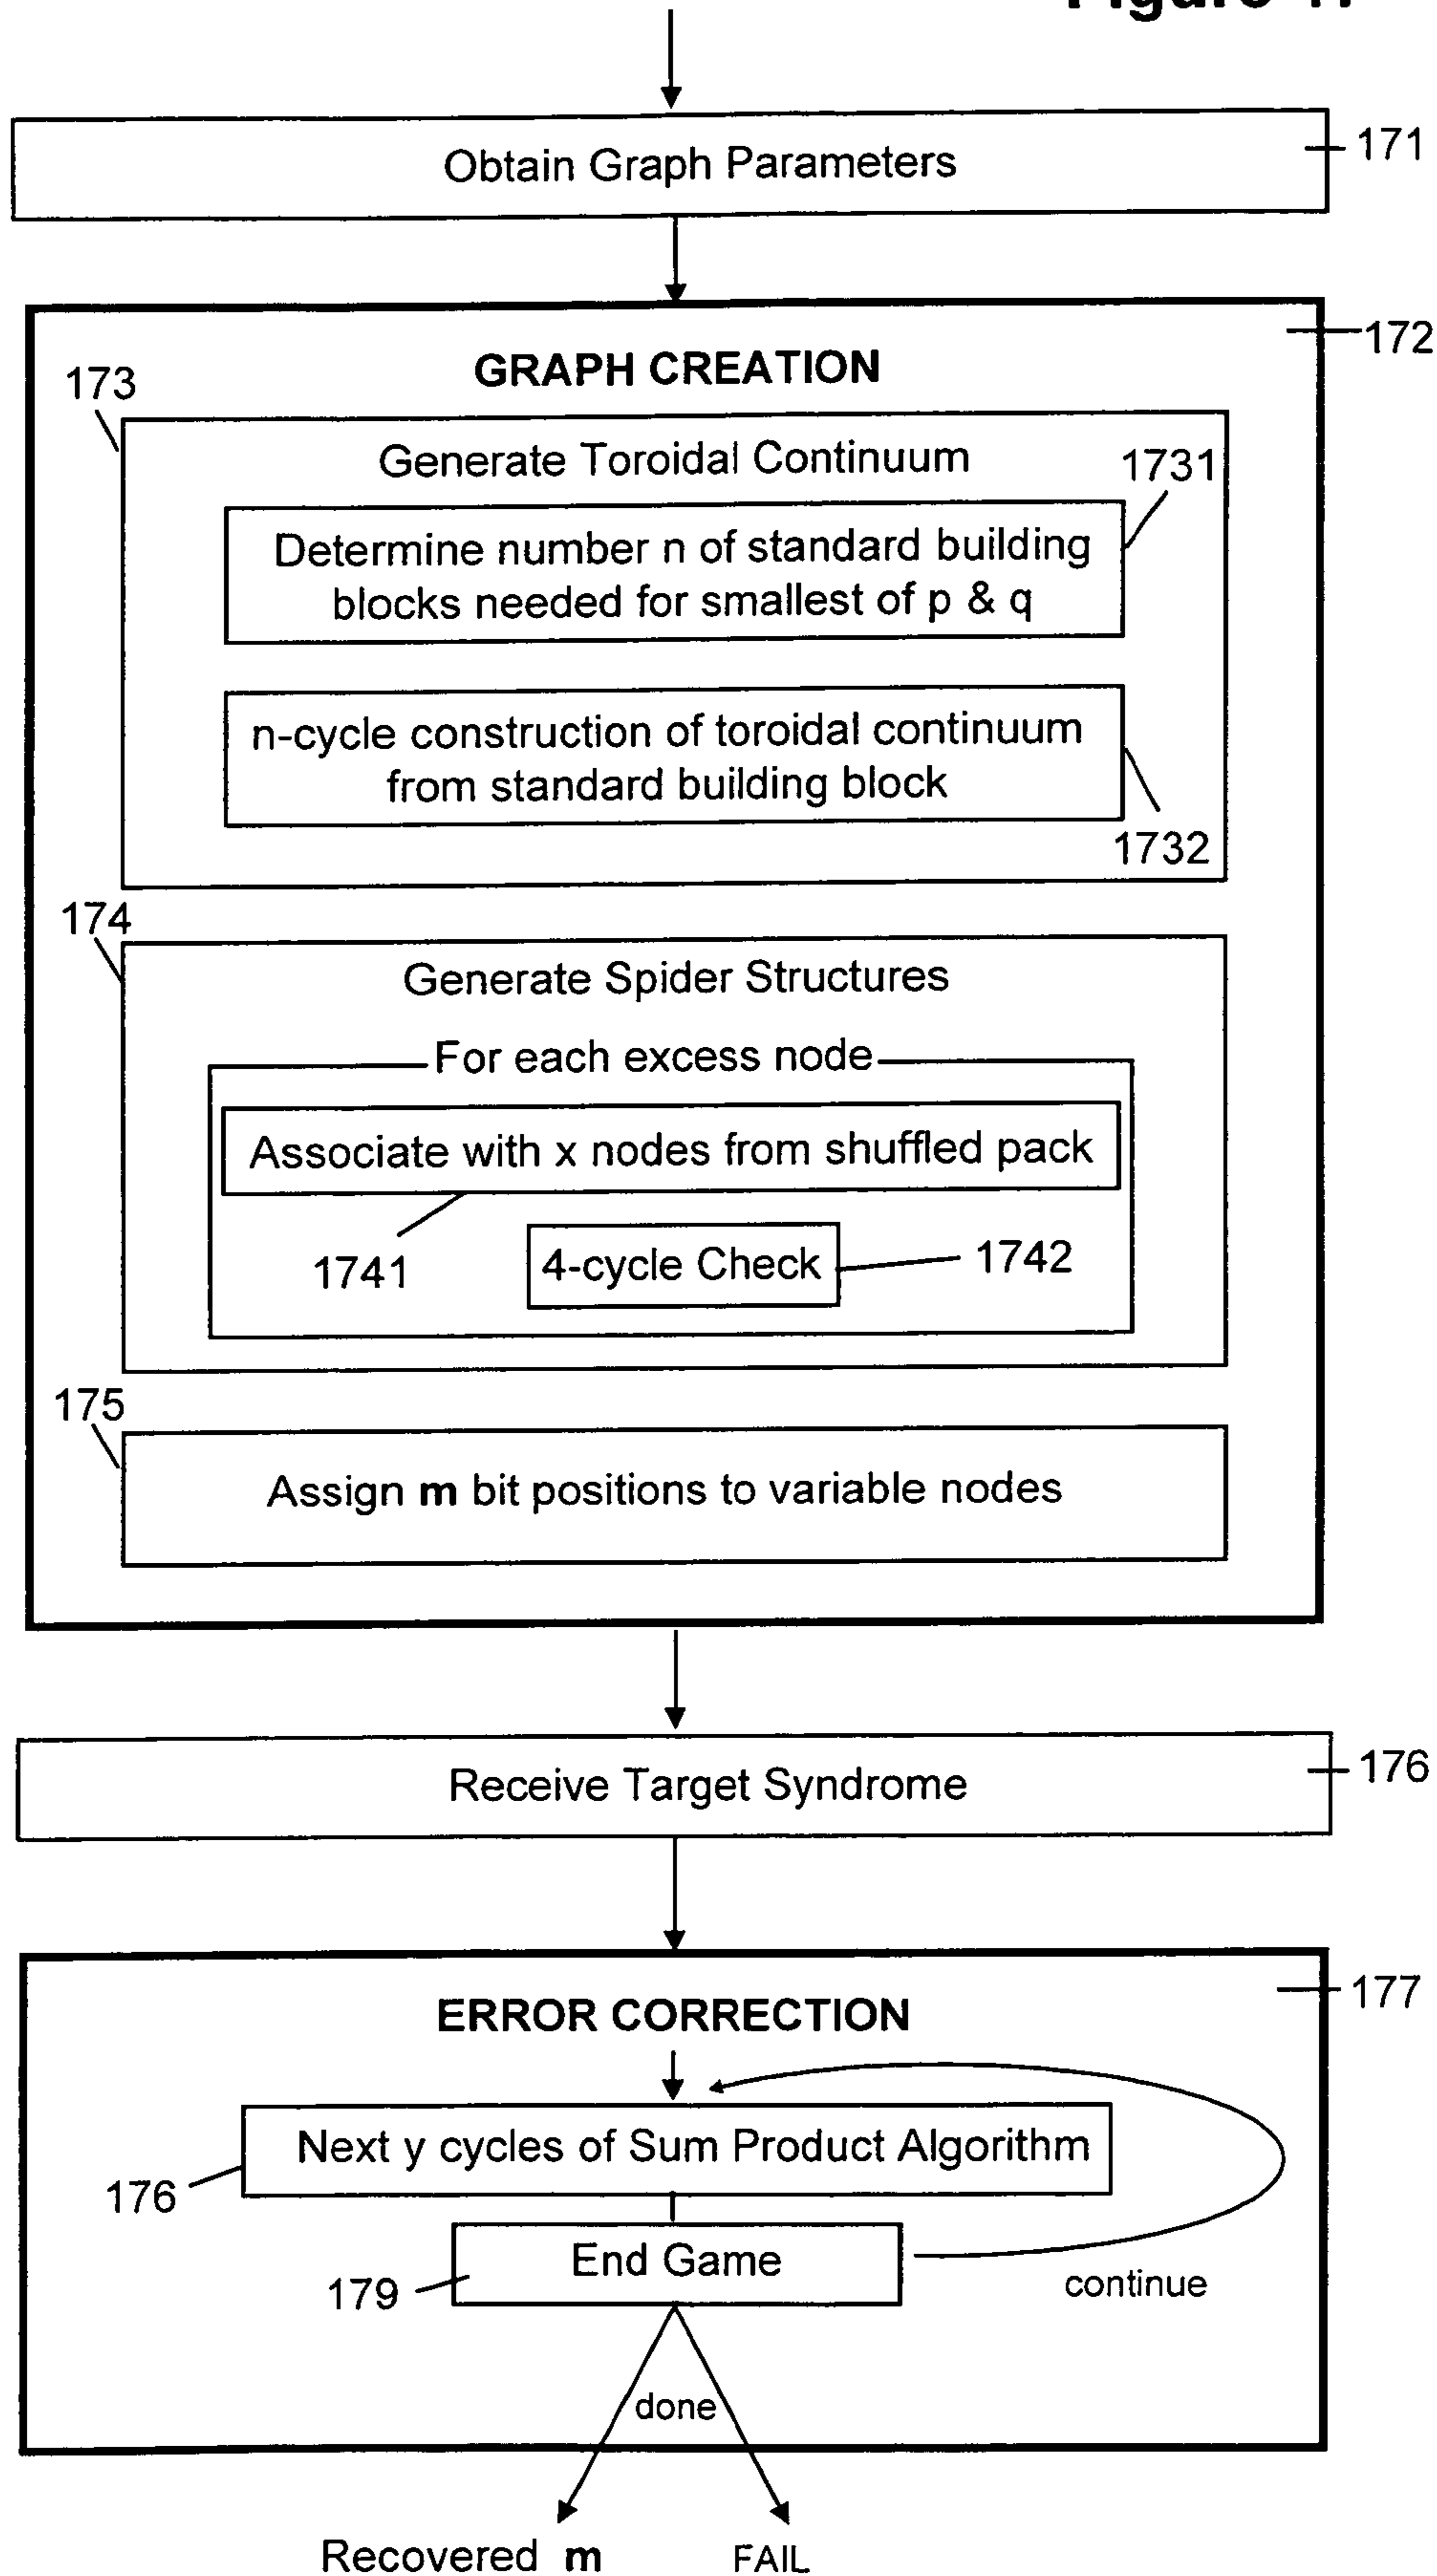 Obtain Graph Parameters
171
172
GRAPH CREATION
173
Generate Toroidal Continuum
1731
Determine number n of standard building
blocks needed for smallest of p & q
n-cycle construction of toroidal continuum
from standard building block
1732
174
Generate Spider Structures
For each excess node
Associate with x nodes from shuffled pack
1741
4-cycle Check
1742
175
Assign m bit positions to variable nodes
Receive Target Syndrome
176
177
ERROR CORRECTION
Next y cycles of Sum Product Algorithm
176
End Game
179
continue
done
Recovered m
FAIL